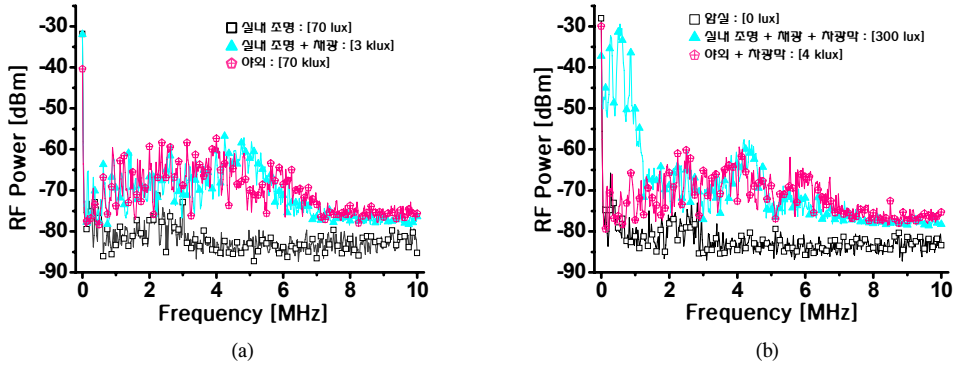 -30
-40
-50
-60
-70
-80
-90
RF Power [dBm]
실내 조명 : [70 lux]
실내 조명 + 채광 : [3 klux]
야외 : [70 klux]
0 2 4 6 8 10
Frequency [MHz]
(a)
-30
-40
-50
-60
-70
-80
-90
RF Power [dBm]
암실 : [0 lux]
실내 조명 + 채광 + 차광막 : [300 lux]
야외 + 차광막 : [4 klux]
0 2 4 6 8 10
Frequency [MHz]
(b)